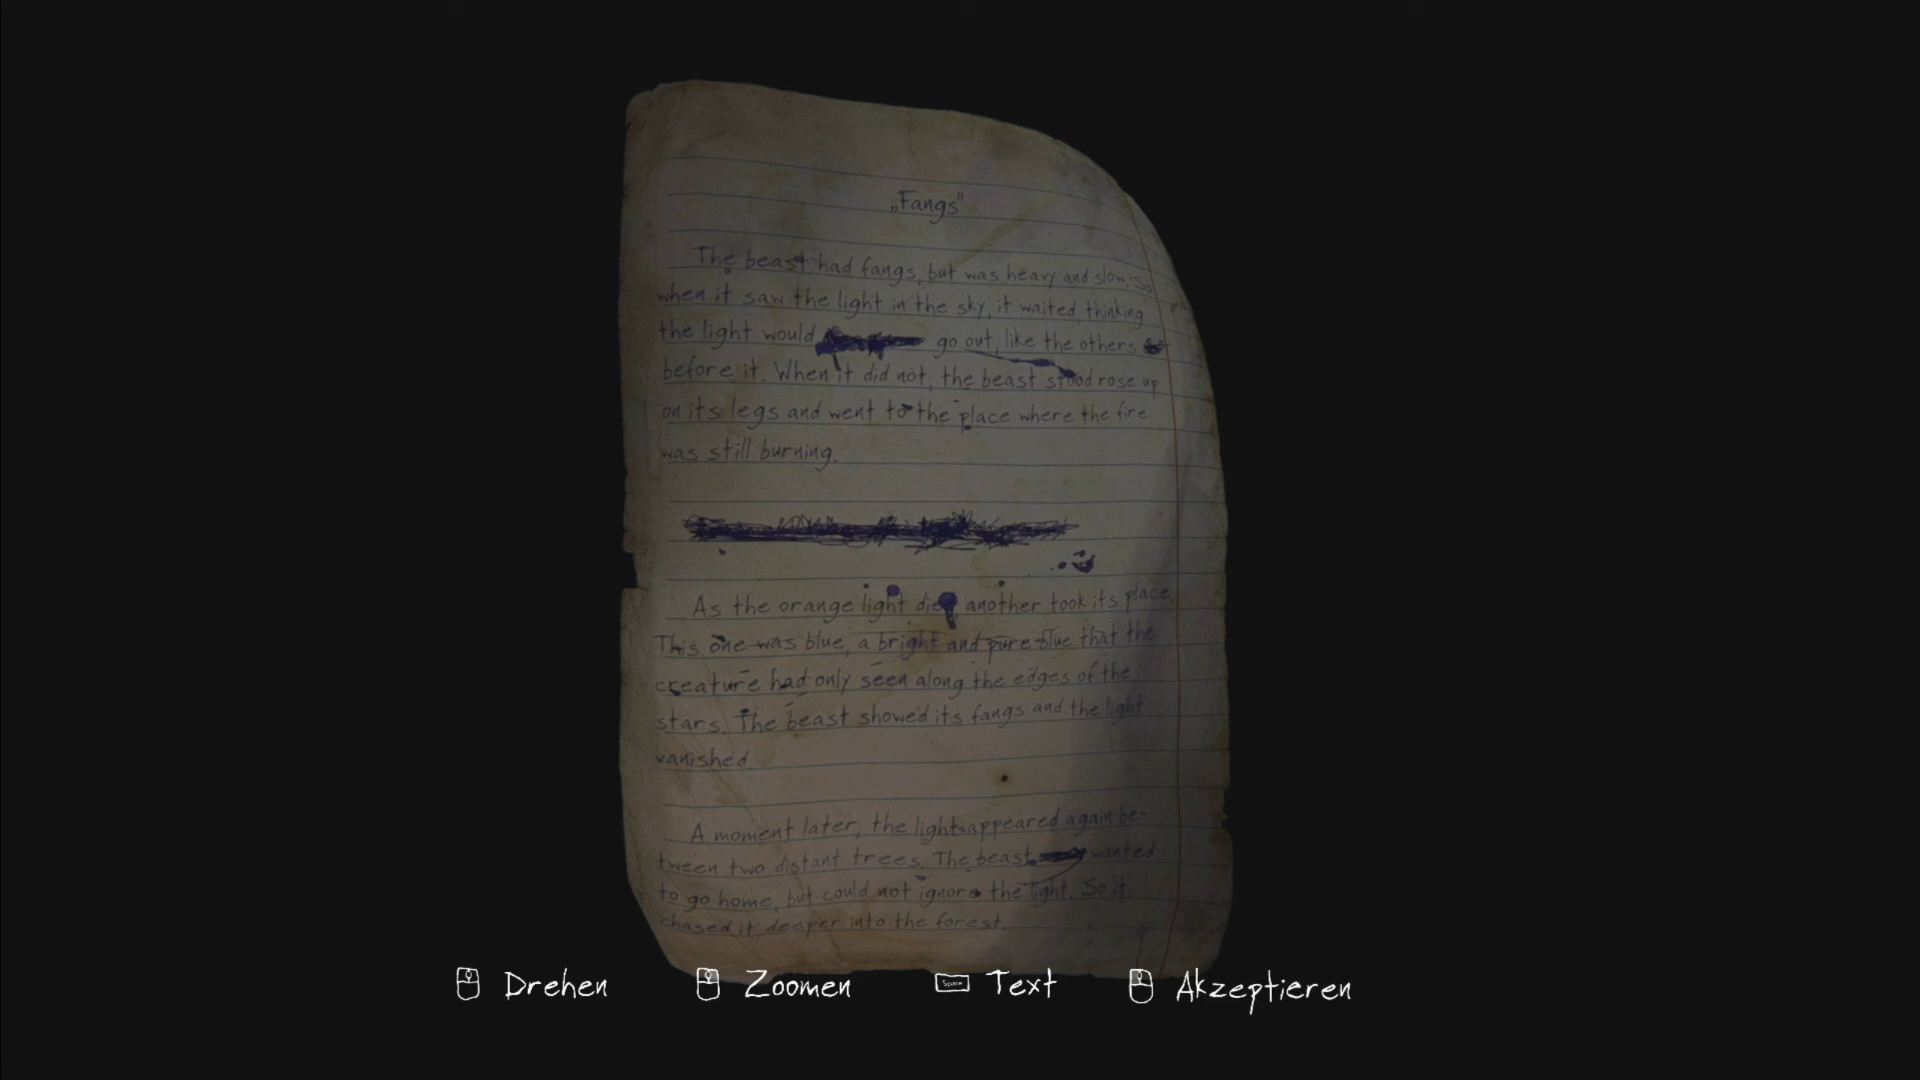 „Fangs"
The beast had fangs, but was heavy and slow. So
when it saw the light in the sky, it waited, thinking
the light would go out, like the others
before it. When it did not, the beast stood rose up
on its legs and went to the place where the fire
was still burning.
As the orange light died another took its place.
This one was blue, a bright and pure blue that the
creature had only seen along the edges of the
stars. The beast showed its fangs and the light
vanished.
A moment later, the light appeared again be-
tween two distant trees. The beast wanted
to go home, but could not ignore the light. So it
chased it deeper into the forest.
Drehen Zoomen Space Text Akzeptieren